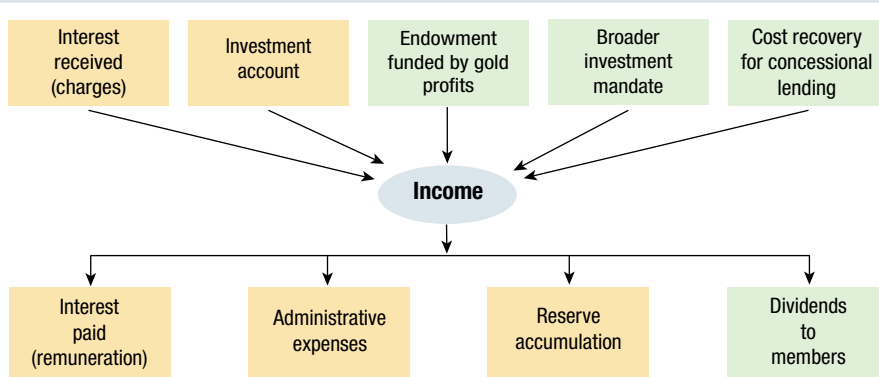 Interest
received
(charges)
Investment
account
Endowment
funded by gold
profits
Broader
investment
mandate
Cost recovery
for concessional
lending
Income
Interest
paid
(remuneration)
Administrative
expenses
Reserve
accumulation
Dividends
to
members